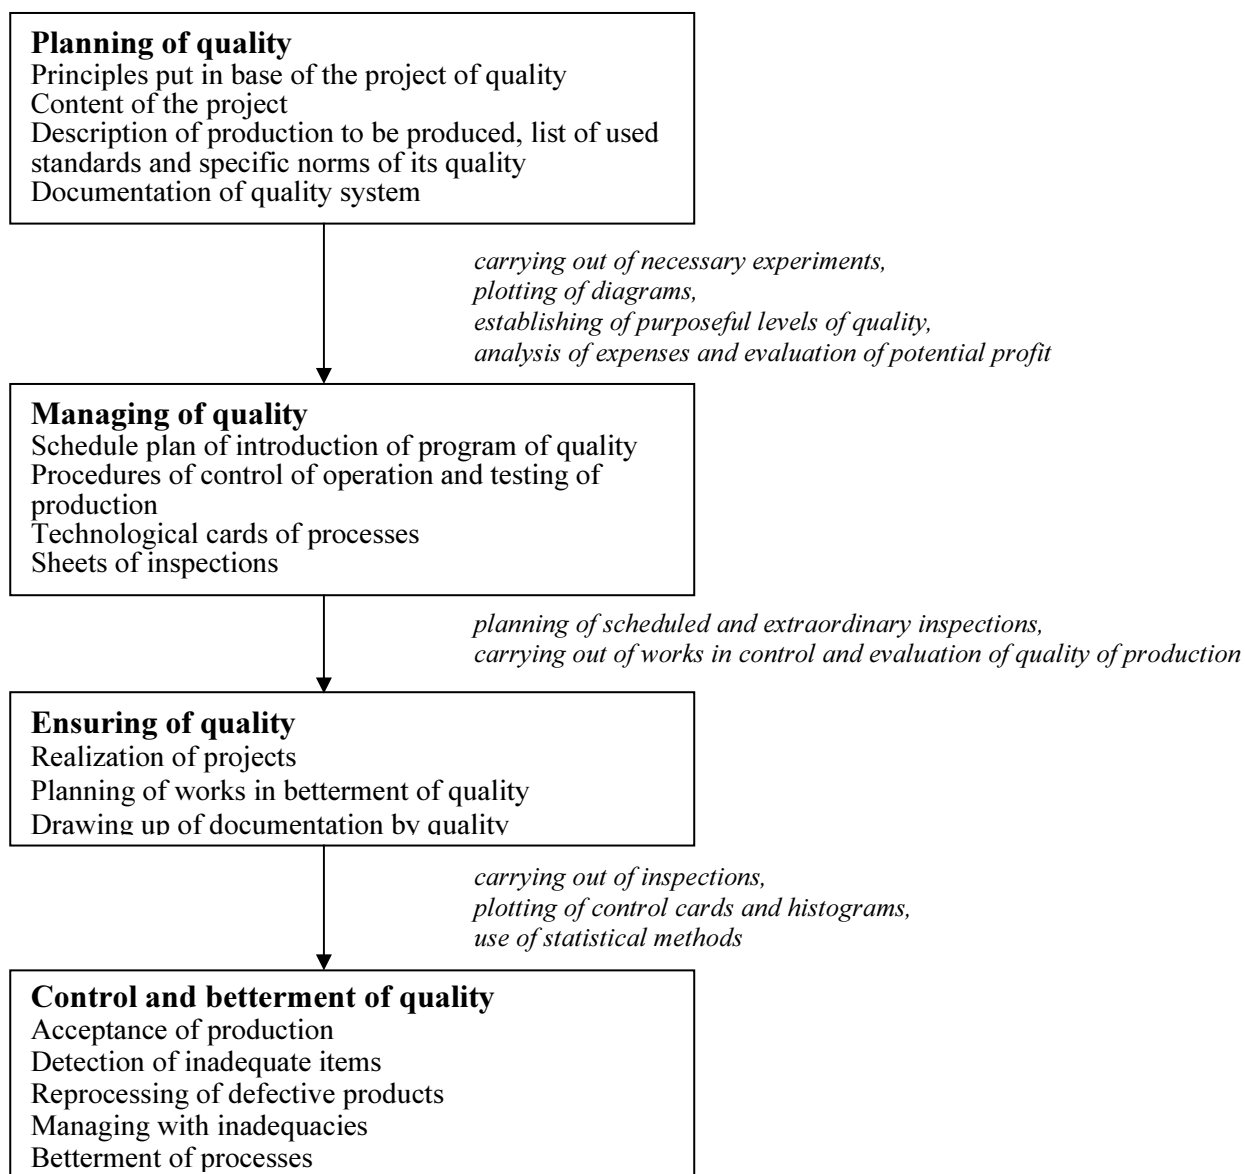 Planning of quality
Principles put in base of the project of quality
Content of the project
Description of production to be produced, list of used
standards and specific norms of its quality
Documentation of quality system
carrying out of necessary experiments,
plotting of diagrams,
establishing of purposeful levels of quality,
analysis of expenses and evaluation of potential profit
Managing of quality
Schedule plan of introduction of program of quality
Procedures of control of operation and testing of
production
Technological cards of processes
Sheets of inspections
planning of scheduled and extraordinary inspections,
carrying out of works in control and evaluation of quality of production
Ensuring of quality
Realization of projects
Planning of works in betterment of quality
Drawing up of documentation by quality
carrying out of inspections,
plotting of control cards and histograms,
use of statistical methods
Control and betterment of quality
Acceptance of production
Detection of inadequate items
Reprocessing of defective products
Managing with inadequacies
Betterment of processes